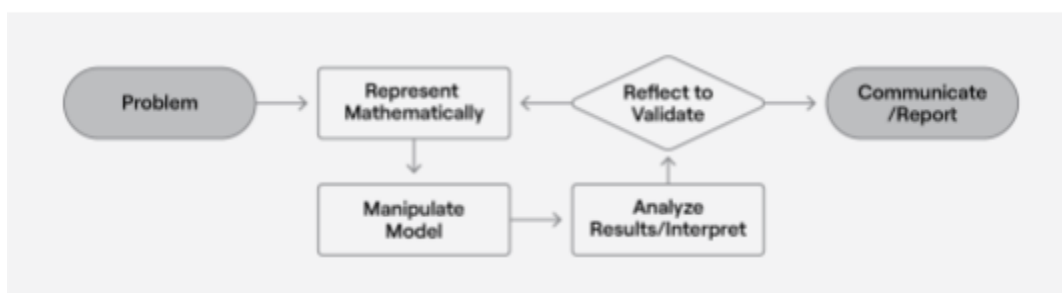 Problem
Represent
Mathematically
Reflect to
Validate
Communicate
/Report
Manipulate
Model
Analyze
Results/Interpret